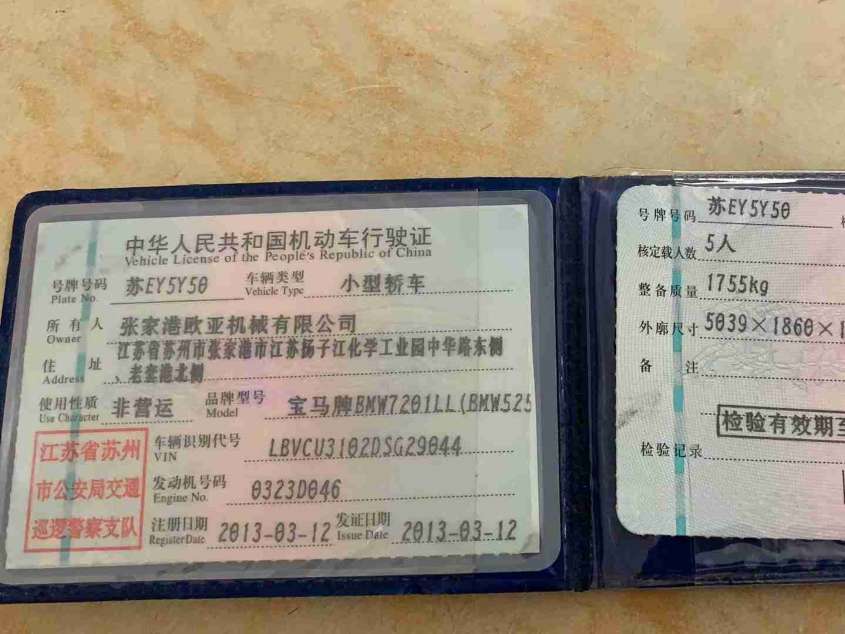 中华人民共和国机动车行驶证
Vehicle License of the People's Republic of China
号牌号码 苏EY5Y50 车辆类型 小型轿车
Plate No. Vehicle Type
所有人 张家港欧亚机械有限公司
Owner
住址 江苏省苏州市张家港市江苏扬子江化学工业园中华路东侧
Address 、老套港北侧
使用性质 非营运 品牌型号 宝马牌BMW7201LL(BMW525
Use Character Model
江苏省苏州
市公安局交通
巡逻警察支队
车辆识别代号 LBVCU3102DSG29044
VIN
发动机号码 0323D046
Engine No.
注册日期 2013-03-12 发证日期 2013-03-12
Register Date Issue Date
号牌号码 苏EY5Y50
核定载人数 5人
整备质量 1755kg
外廓尺寸 5039×1860×1
备注
检验有效期至
检验记录